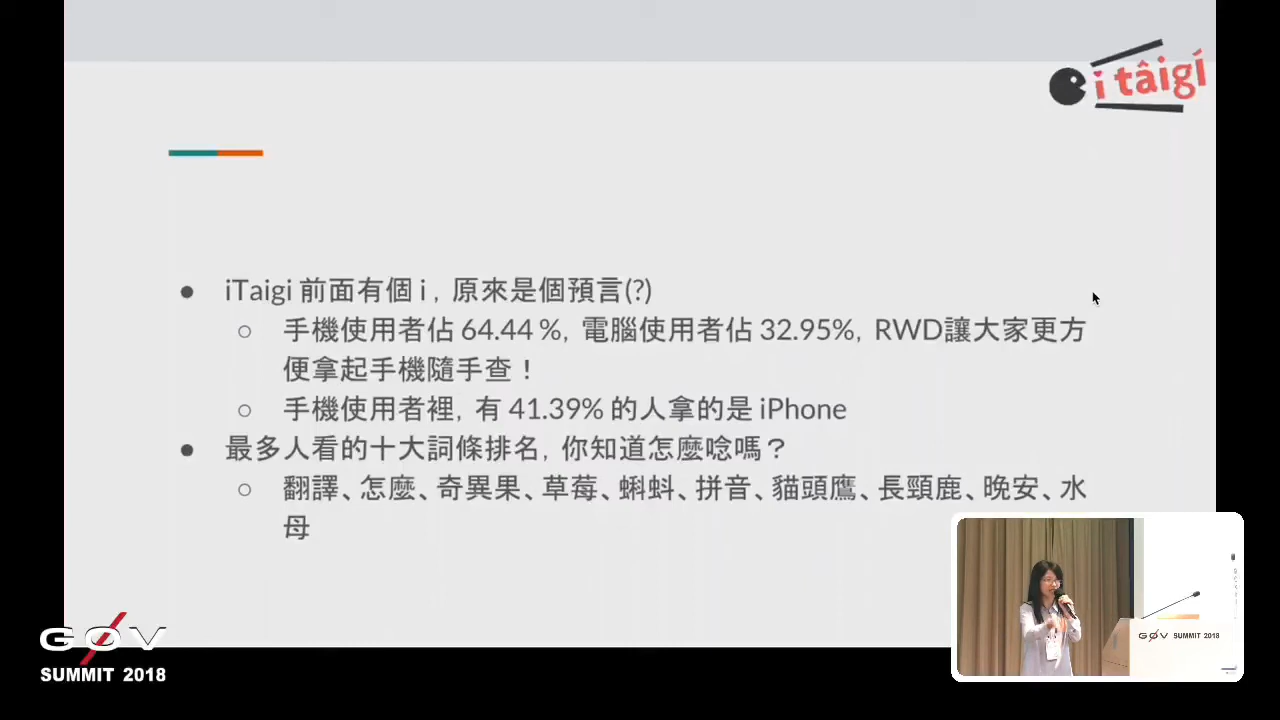 i tâigí
● iTaigi 前面有個 i，原來是個預言(?)
○ 手機使用者佔 64.44 %，電腦使用者佔 32.95%，RWD讓大家更方
便拿起手機隨手查！
○ 手機使用者裡，有 41.39% 的人拿的是 iPhone
● 最多人看的十大詞條排名，你知道怎麼唸嗎？
○ 翻譯、怎麼、奇異果、草莓、蝌蚪、拼音、貓頭鷹、長頸鹿、晚安、水
母
GØV
SUMMIT 2018
GØV SUMMIT 2018